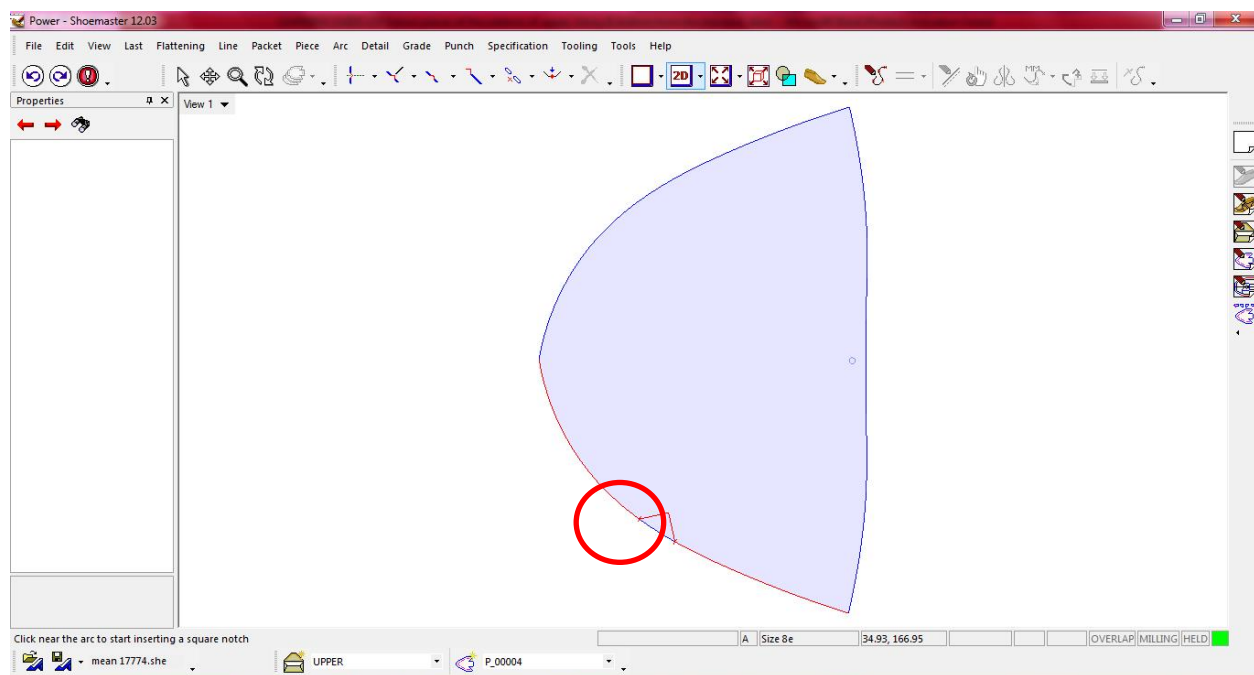 Power - Shoemaster 12.03
File Edit View Last Flattening Line Packet Piece Arc Detail Grade Punch Specification Tooling Tools Help
2D
Properties
View 1
Click near the arc to start inserting a square notch
A Size 8e 34.93, 166.95 OVERLAP MILLING HELD
mean 17774.she UPPER P_00004